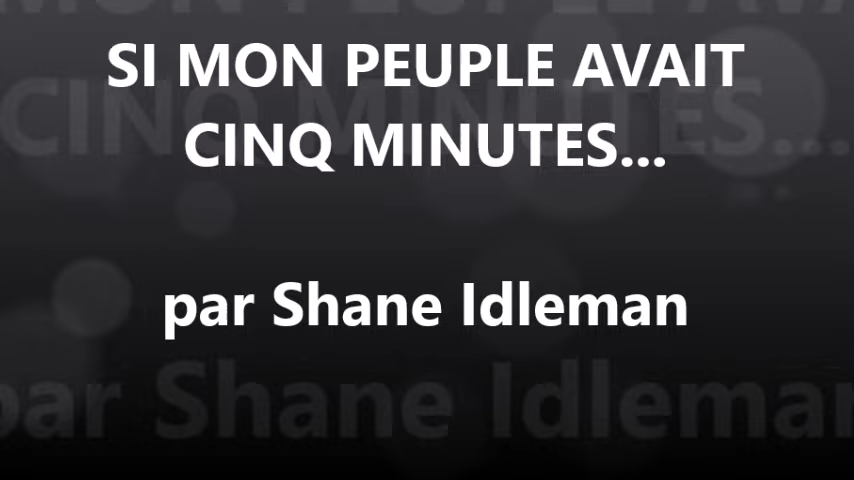 SI MON PEUPLE AVAIT
CINQ MINUTES...
par Shane Idleman